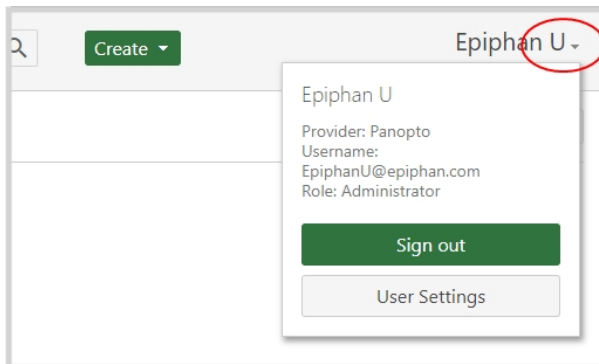 Create
Epiphan U
Epiphan U
Provider: Panopto
Username:
EpiphanU@epiphan.com
Role: Administrator
Sign out
User Settings